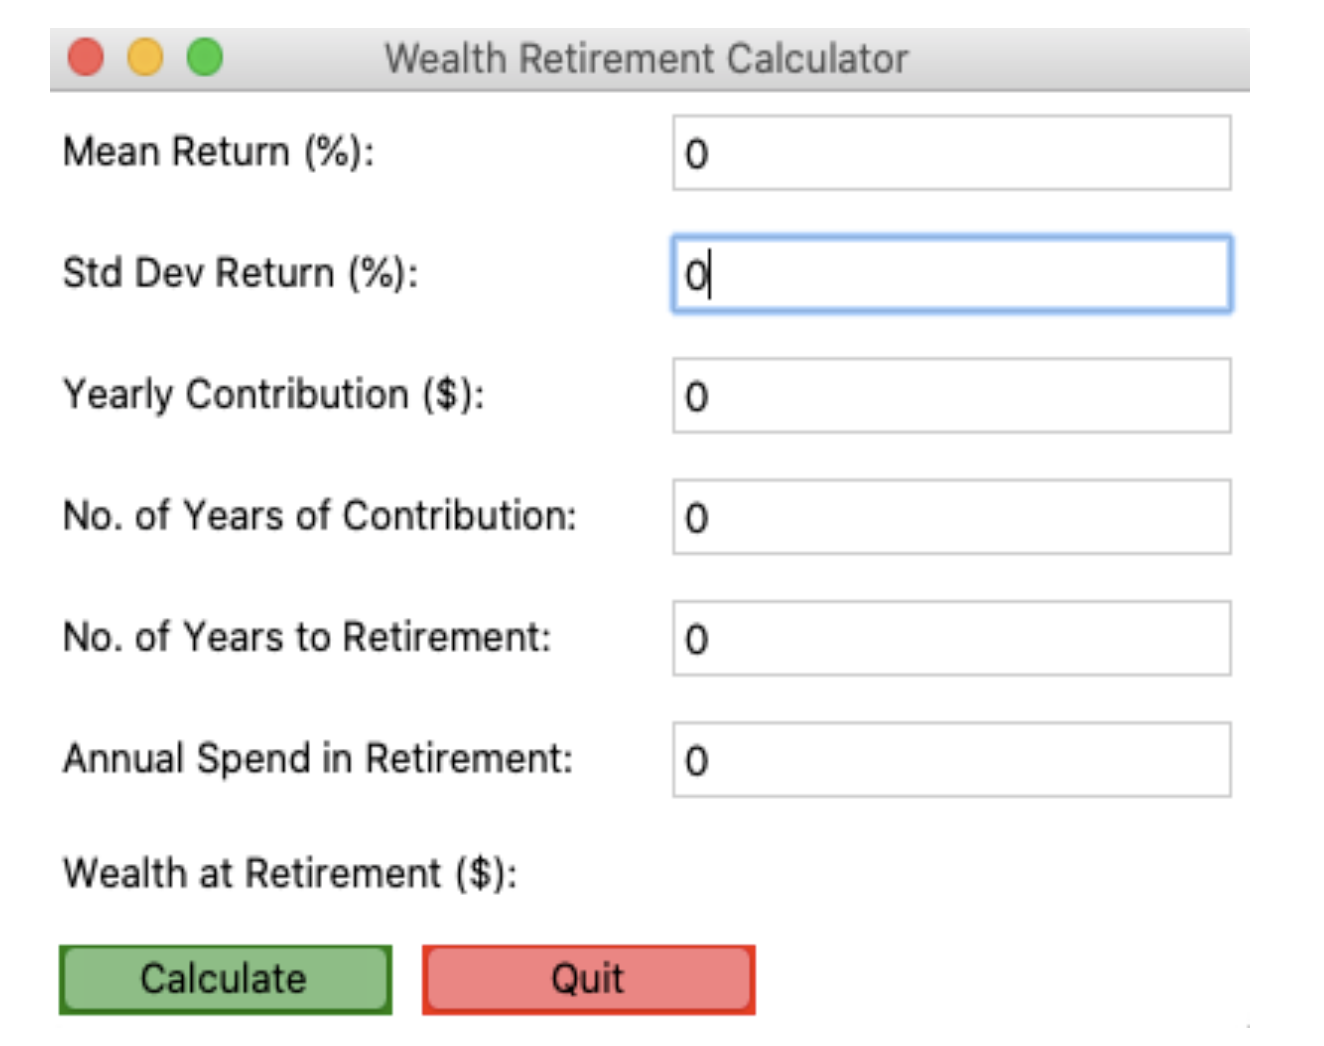 Wealth Retirement Calculator
Mean Return (%): 0
Std Dev Return (%): 0
Yearly Contribution ($): 0
No. of Years of Contribution: 0
No. of Years to Retirement: 0
Annual Spend in Retirement: 0
Wealth at Retirement ($):
Calculate Quit